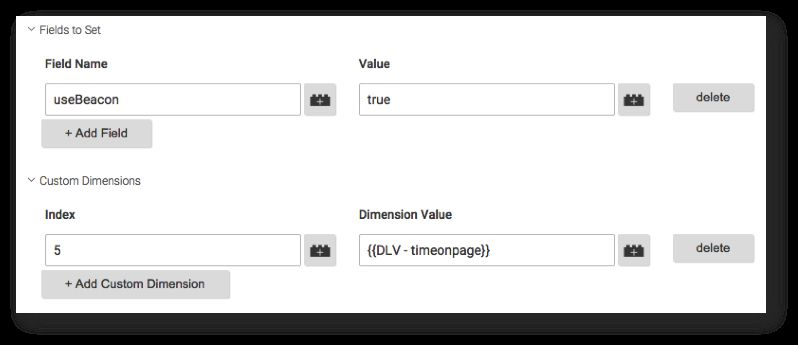 Fields to Set
Field Name Value
useBeacon true delete
+ Add Field
Custom Dimensions
Index Dimension Value
5 {{DLV - timeonpage}} delete
+ Add Custom Dimension